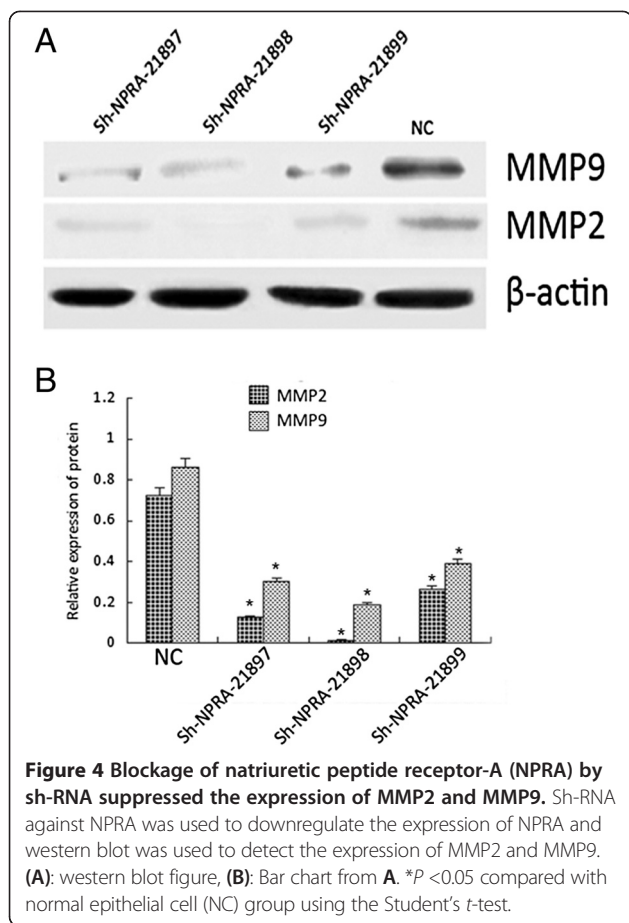 A
Sh-NPRA-21897
Sh-NPRA-21898
Sh-NPRA-21899
NC
MMP9
MMP2
β-actin
B
MMP2
MMP9
Relative expression of protein
1.2
1
0.8
0.6
0.4
0.2
0
* * * * * *
NC
Sh-NPRA-21897
Sh-NPRA-21898
Sh-NPRA-21899
Figure 4 Blockage of natriuretic peptide receptor-A (NPRA) by
sh-RNA suppressed the expression of MMP2 and MMP9. Sh-RNA
against NPRA was used to downregulate the expression of NPRA and
western blot was used to detect the expression of MMP2 and MMP9.
(A): western blot figure, (B): Bar chart from A. *P <0.05 compared with
normal epithelial cell (NC) group using the Student's t-test.